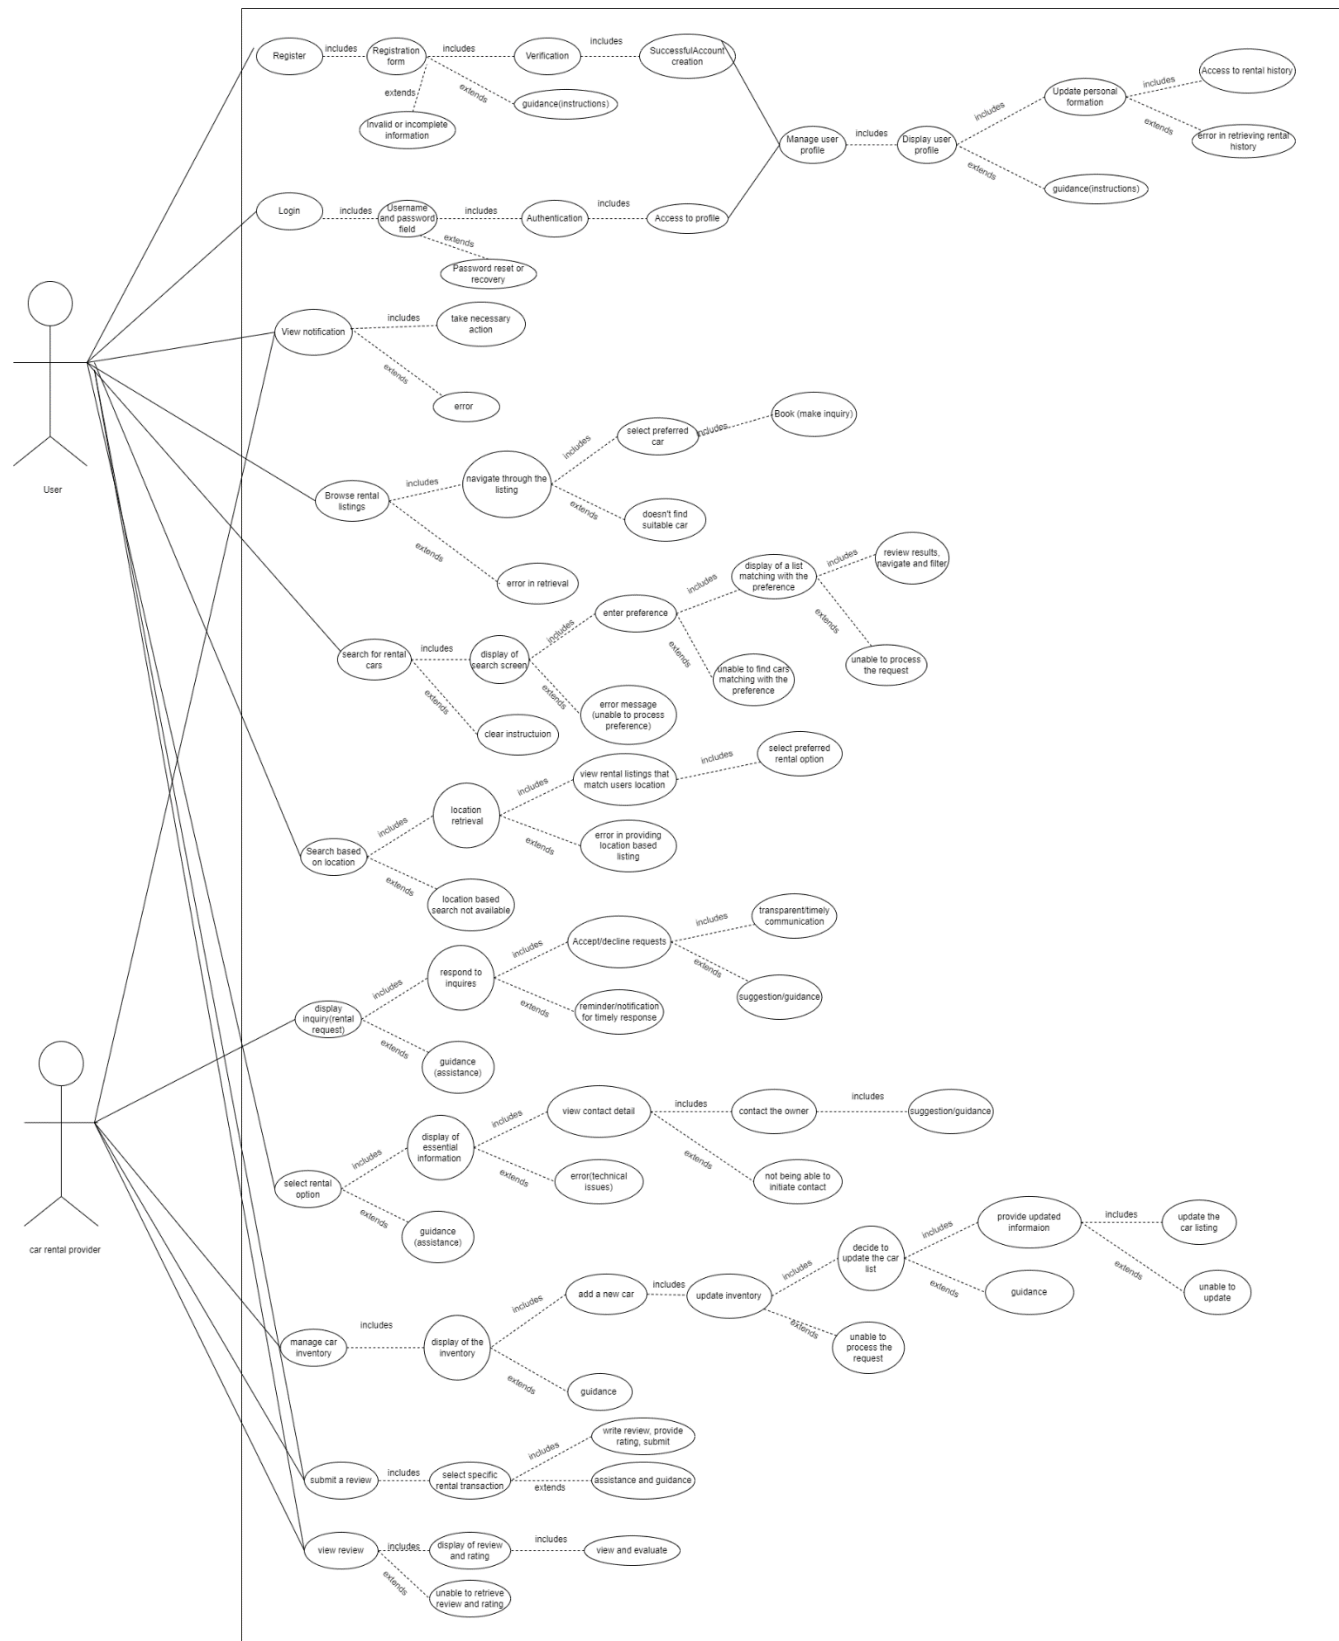 Register
includes
Registration
form
includes
Verification
includes
SuccessfulAccount
creation
extends
extends
guidance(instructions)
Invalid or incomplete
information
Manage user
profile
includes
Display user
profile
includes
Update personal
formation
includes
Access to rental history
extends
error in retrieving rental
history
extends
guidance(instructions)
Login
includes
Username
and password
field
includes
Authentication
includes
Access to profile
extends
Password reset or
recovery
View notification
includes
take necessary
action
extends
error
User
Browse rental
listings
includes
navigate through the
listing
includes
select preferred
car
includes
Book (make inquiry)
extends
doesn't find
suitable car
extends
error in retrieval
search for rental
cars
includes
display of
search screen
includes
enter preference
includes
display of a list
matching with the
preference
includes
review results,
navigate and filter
extends
unable to process
the request
extends
unable to find cars
matching with the
preference
extends
error message
(unable to process
preference)
extends
clear instructuion
Search based
on location
includes
location
retrieval
includes
view rental listings that
match users location
includes
select preferred
rental option
extends
error in providing
location based
listing
extends
location based
search not available
display
inquiry(rental
request)
includes
respond to
inquires
includes
Accept/decline requests
includes
transparent/timely
communication
extends
suggestion/guidance
extends
reminder/notification
for timely response
extends
guidance
(assistance)
car rental provider
select rental
option
includes
display of
essential
information
includes
view contact detail
includes
contact the owner
includes
suggestion/guidance
extends
not being able to
initiate contact
extends
error(technical
issues)
extends
guidance
(assistance)
manage car
inventory
includes
display of the
inventory
includes
add a new car
includes
update inventory
includes
decide to
update the car
list
includes
provide updated
informaion
includes
update the
car listing
extends
unable to
update
extends
guidance
extends
unable to
process the
request
extends
guidance
submit a review
includes
select specific
rental transaction
includes
write review, provide
rating, submit
extends
assistance and guidance
view review
includes
display of review
and rating
includes
view and evaluate
extends
unable to retrieve
review and rating